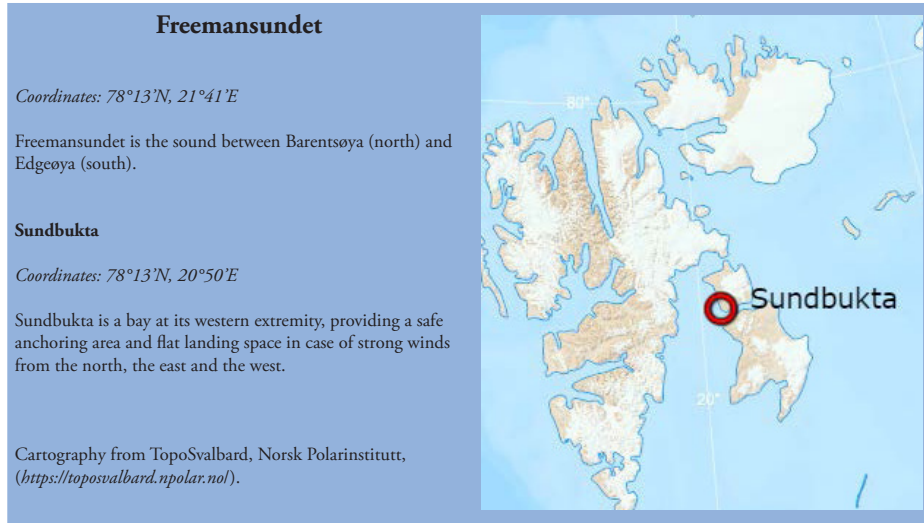 Freemansundet
Coordinates: 78°13’N, 21°41’E
Freemansundet is the sound between Barentsøya (north) and
Edgeøya (south).
Sundbukta
Coordinates: 78°13’N, 20°50’E
Sundbukta is a bay at its western extremity, providing a safe
anchoring area and flat landing space in case of strong winds
from the north, the east and the west.
Cartography from TopoSvalbard, Norsk Polarinstitutt,
(https://toposvalbard.npolar.no/).
80°
Sundbukta
20°